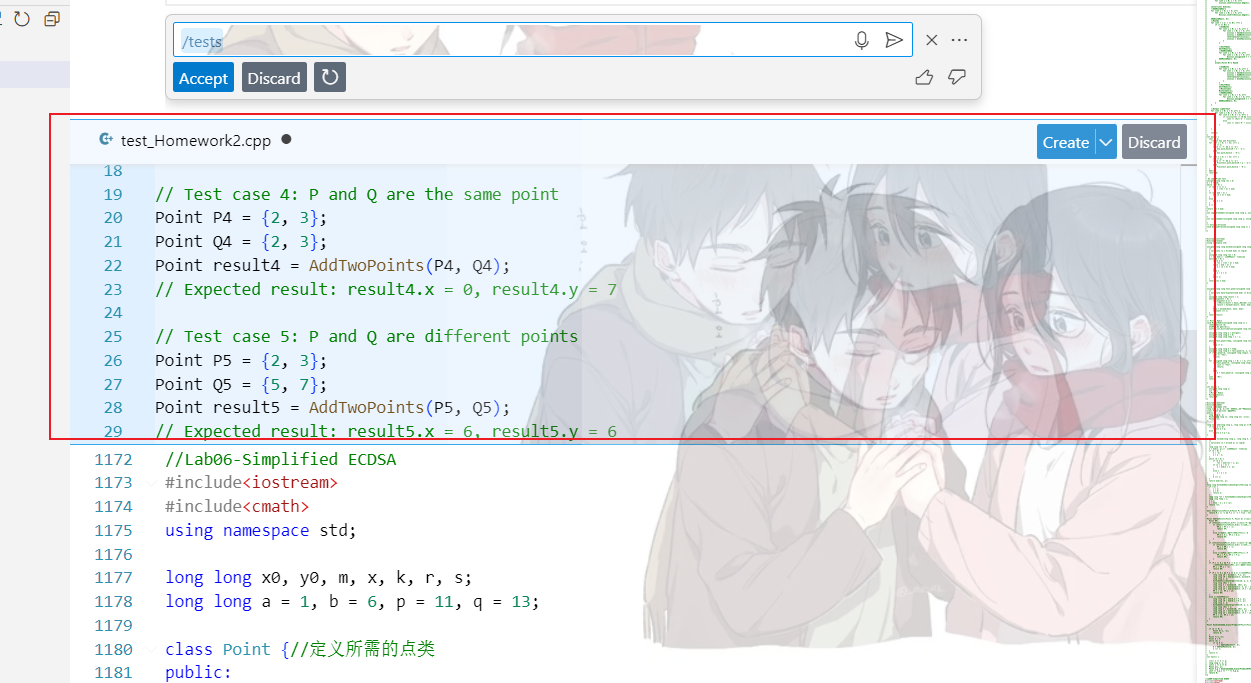 /tests
Accept Discard
test_Homework2.cpp Create Discard
18
19 // Test case 4: P and Q are the same point
20 Point P4 = {2, 3};
21 Point Q4 = {2, 3};
22 Point result4 = AddTwoPoints(P4, Q4);
23 // Expected result: result4.x = 0, result4.y = 7
24
25 // Test case 5: P and Q are different points
26 Point P5 = {2, 3};
27 Point Q5 = {5, 7};
28 Point result5 = AddTwoPoints(P5, Q5);
29 // Expected result: result5.x = 6, result5.y = 6
1172 //Lab06-Simplified ECDSA
1173 #include<iostream>
1174 #include<cmath>
1175 using namespace std;
1176
1177 long long x0, y0, m, x, k, r, s;
1178 long long a = 1, b = 6, p = 11, q = 13;
1179
1180 class Point {//定义所需的点类
1181 public: